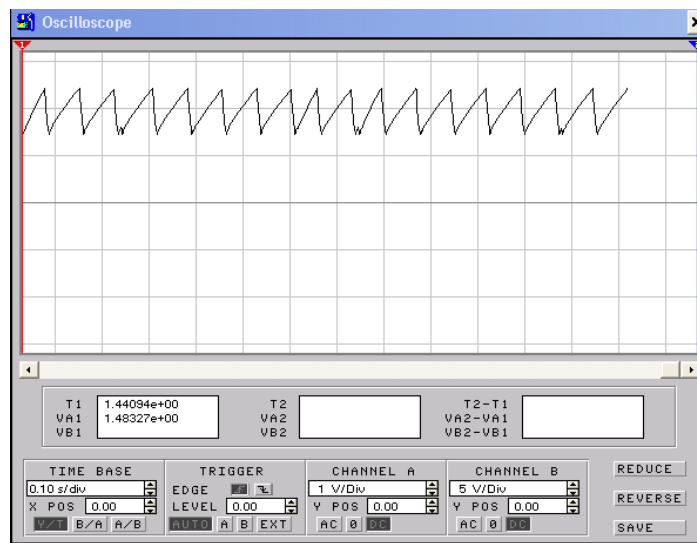 Oscilloscope
1
T1 1.44094e+00 T2 T2-T1
VA1 1.48327e+00 VA2 VA2-VA1
VB1 VB2 VB2-VB1
TIME BASE TRIGGER CHANNEL A CHANNEL B REDUCE
0.10 s/div EDGE 1 V/Div 5 V/Div
X POS 0.00 LEVEL 0.00 Y POS 0.00 Y POS 0.00 REVERSE
Y/T B/A A/B AUTO A B EXT AC 0 DC AC 0 DC SAVE